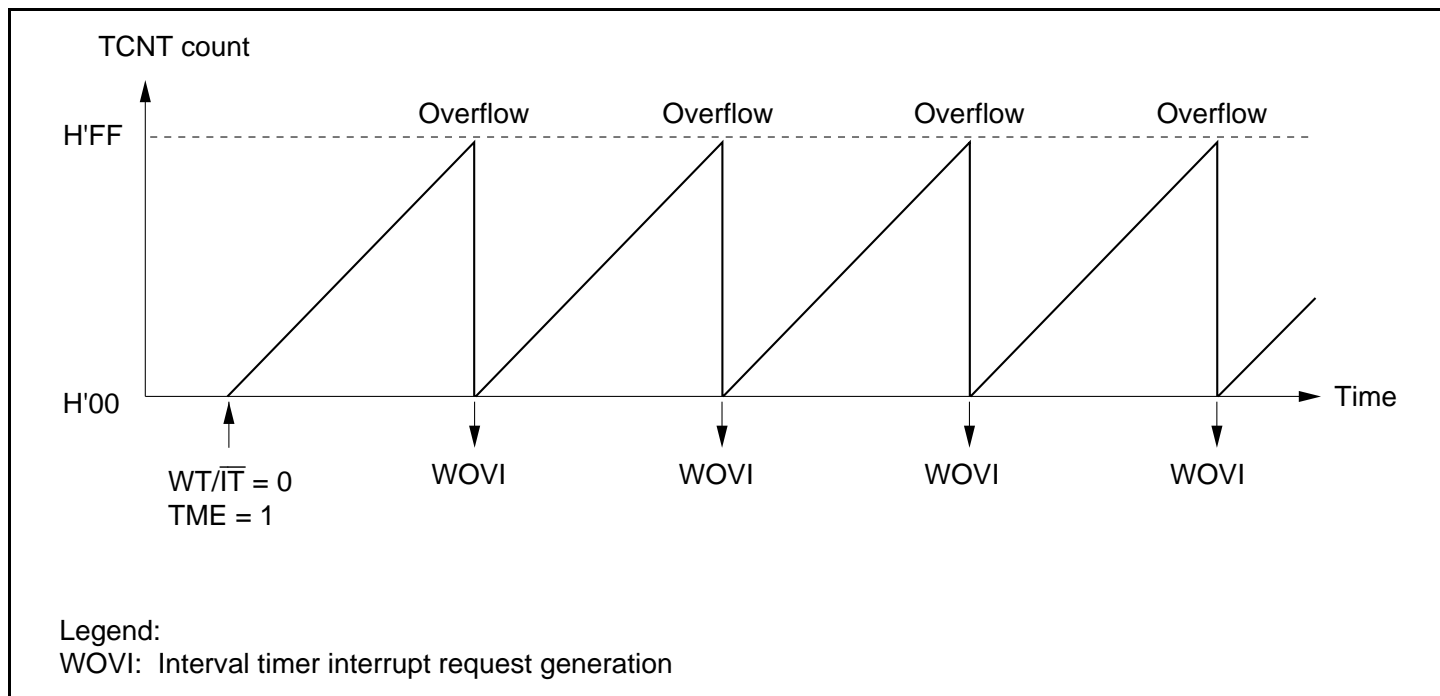 TCNT count
Overflow Overflow Overflow Overflow
H'FF
H'00
Time
WOVI WOVI WOVI WOVI
WT/I̅T̅ = 0
TME = 1
Legend:
WOVI: Interval timer interrupt request generation